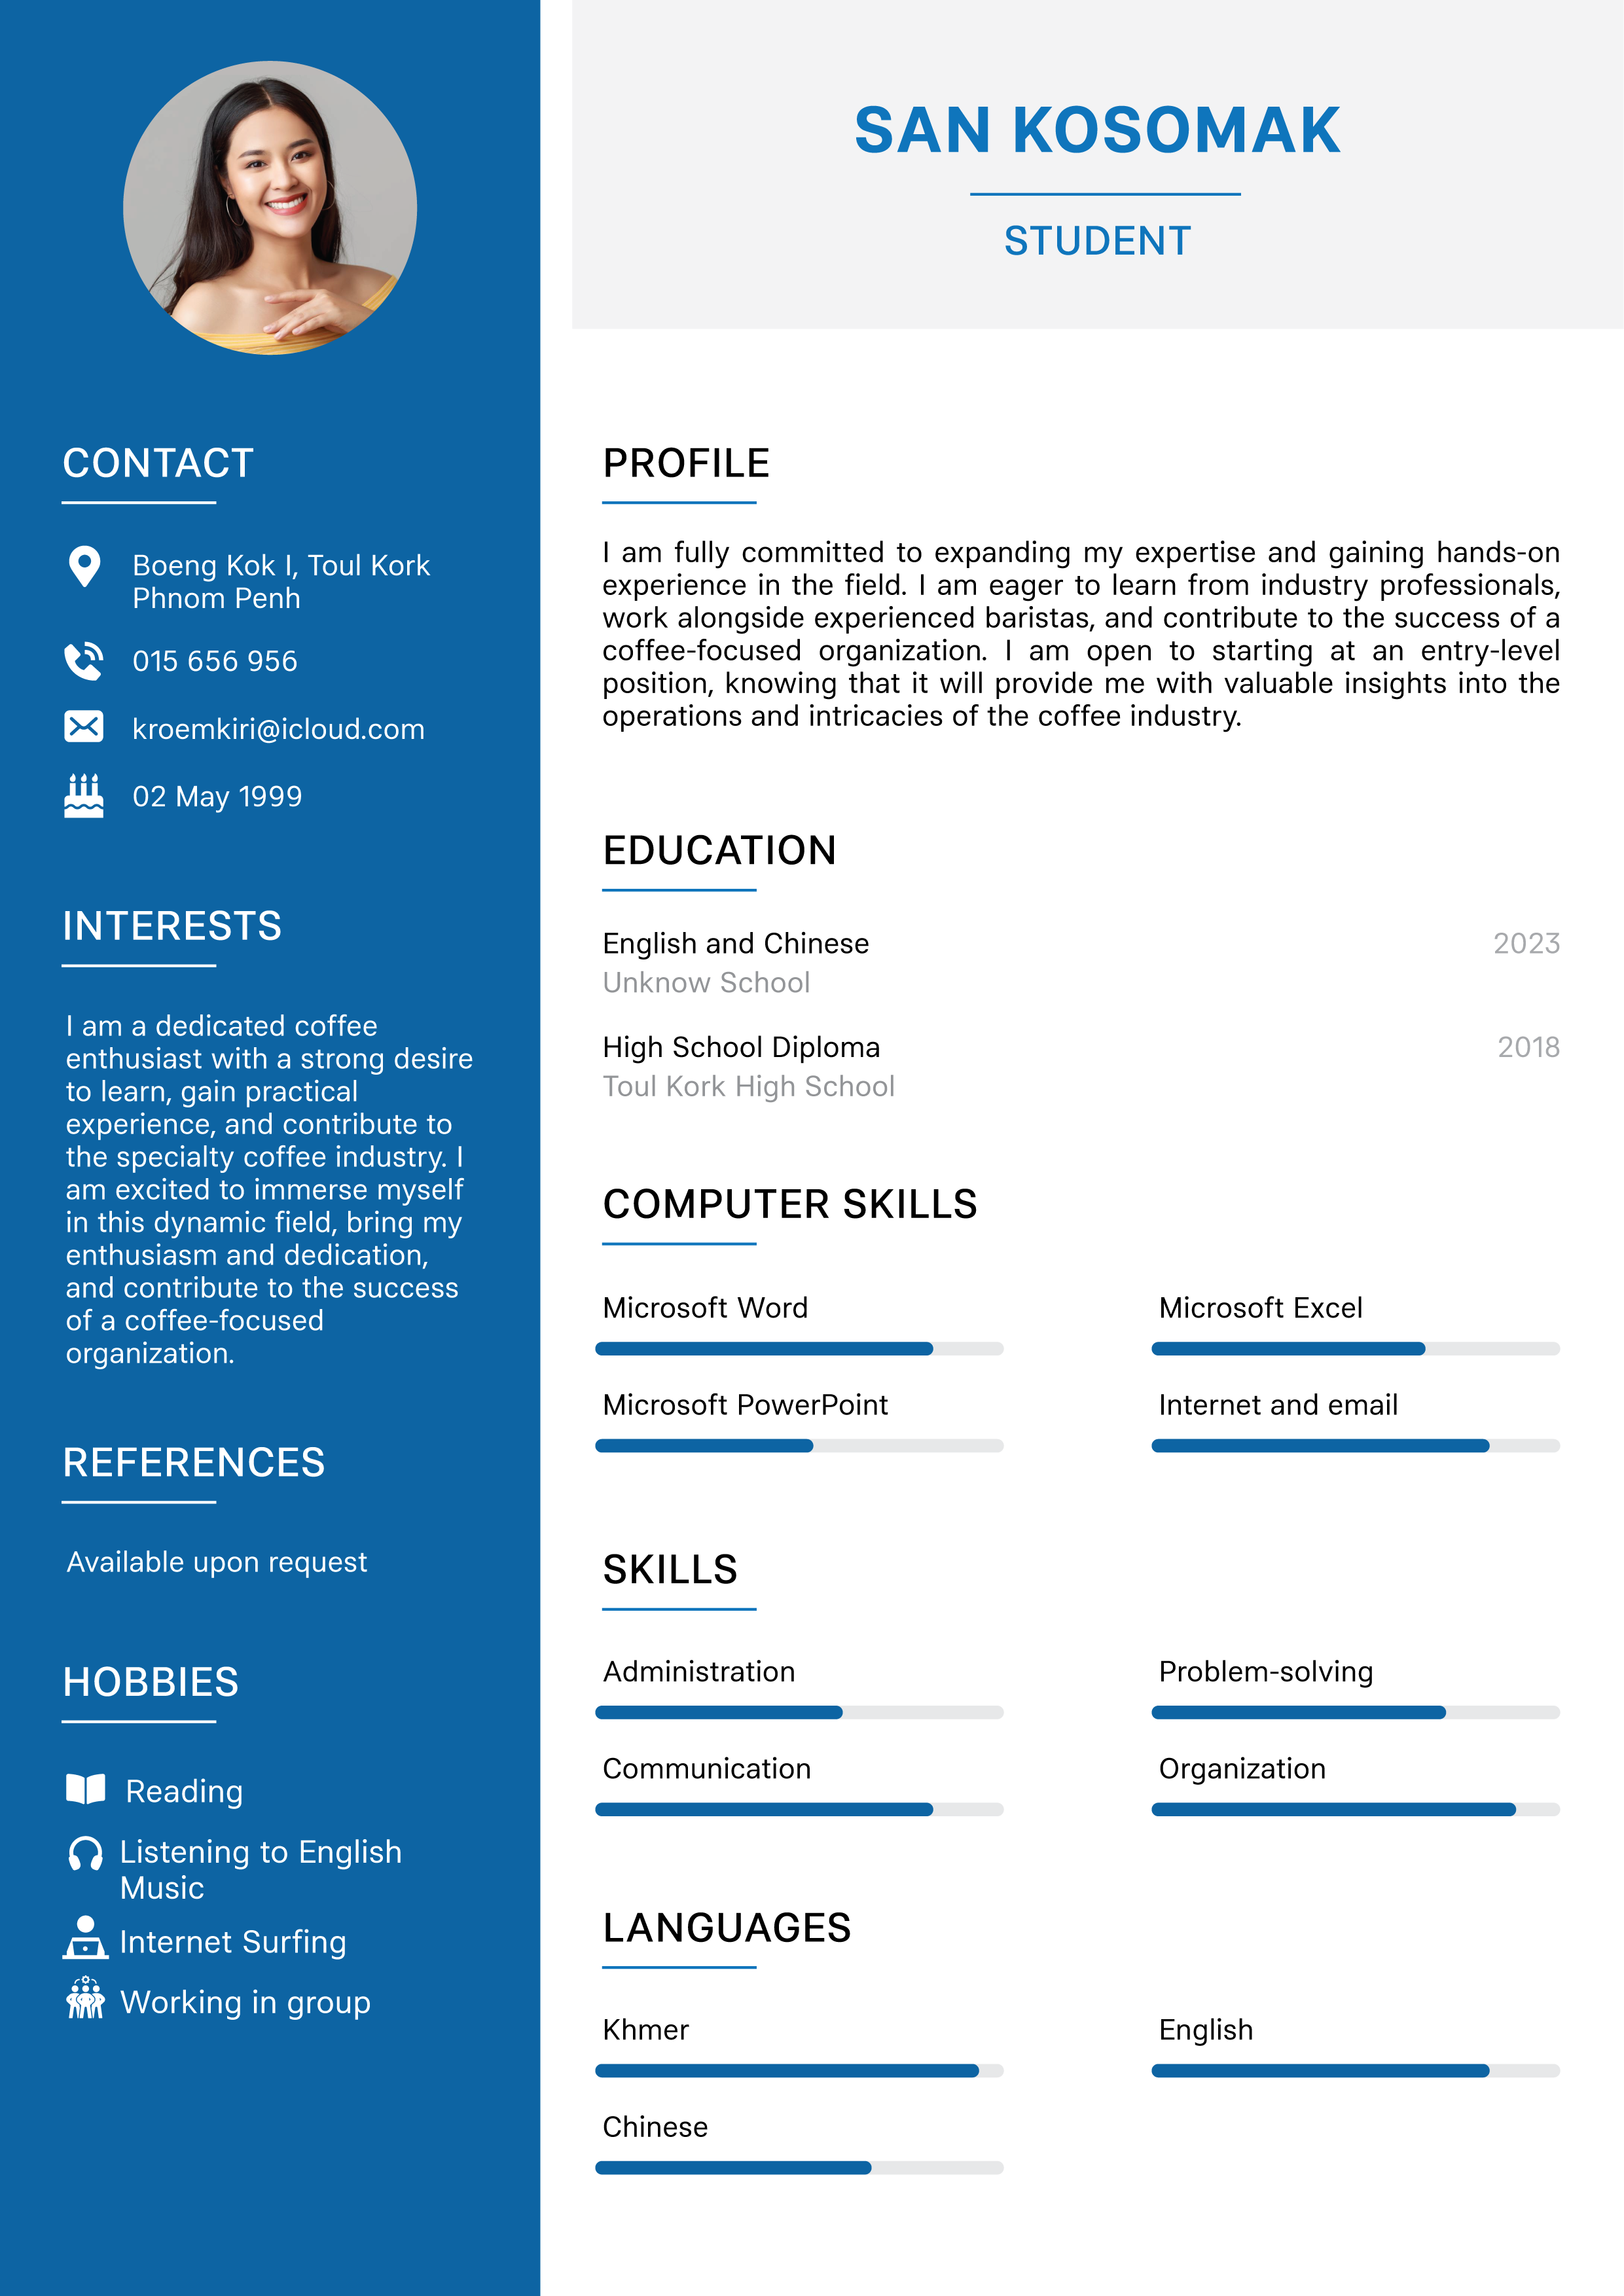 SAN KOSOMAK
STUDENT
CONTACT
Boeng Kok I, Toul Kork
Phnom Penh
015 656 956
kroemkiri@icloud.com
02 May 1999
INTERESTS
I am a dedicated coffee
enthusiast with a strong desire
to learn, gain practical
experience, and contribute to
the specialty coffee industry. I
am excited to immerse myself
in this dynamic field, bring my
enthusiasm and dedication,
and contribute to the success
of a coffee-focused
organization.
REFERENCES
Available upon request
HOBBIES
Reading
Listening to English
Music
Internet Surfing
Working in group
PROFILE
I am fully committed to expanding my expertise and gaining hands-on
experience in the field. I am eager to learn from industry professionals,
work alongside experienced baristas, and contribute to the success of a
coffee-focused organization. I am open to starting at an entry-level
position, knowing that it will provide me with valuable insights into the
operations and intricacies of the coffee industry.
EDUCATION
English and Chinese 2023
Unknow School
High School Diploma 2018
Toul Kork High School
COMPUTER SKILLS
Microsoft Word Microsoft Excel
Microsoft PowerPoint Internet and email
SKILLS
Administration Problem-solving
Communication Organization
LANGUAGES
Khmer English
Chinese